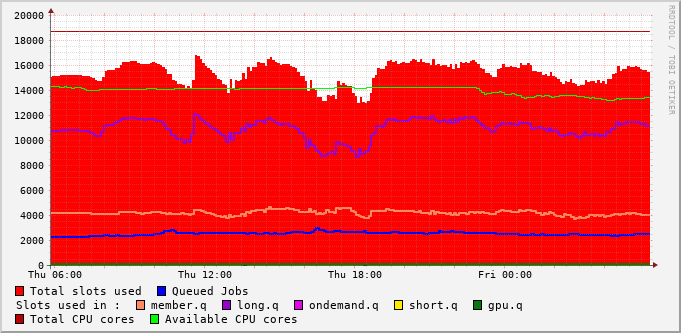 RRDTOOL / TOBI OETIKER
20000
18000
16000
14000
12000
10000
8000
6000
4000
2000
0
Thu 06:00 Thu 12:00 Thu 18:00 Fri 00:00
Total slots used Queued Jobs
Slots used in : member.q long.q ondemand.q short.q gpu.q
Total CPU cores Available CPU cores